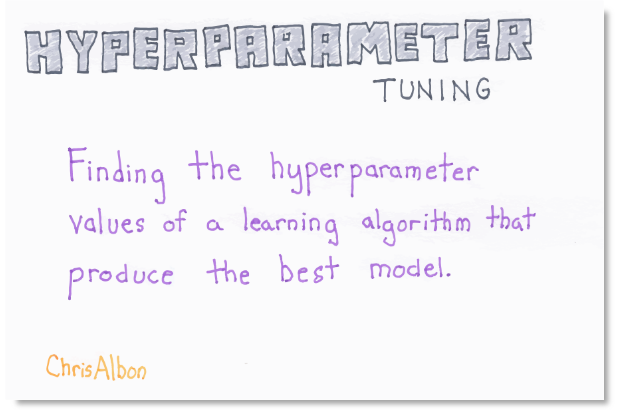 HYPERPARAMETER
TUNING
Finding the hyperparameter
values of a learning algorithm that
produce the best model.
ChrisAlbon